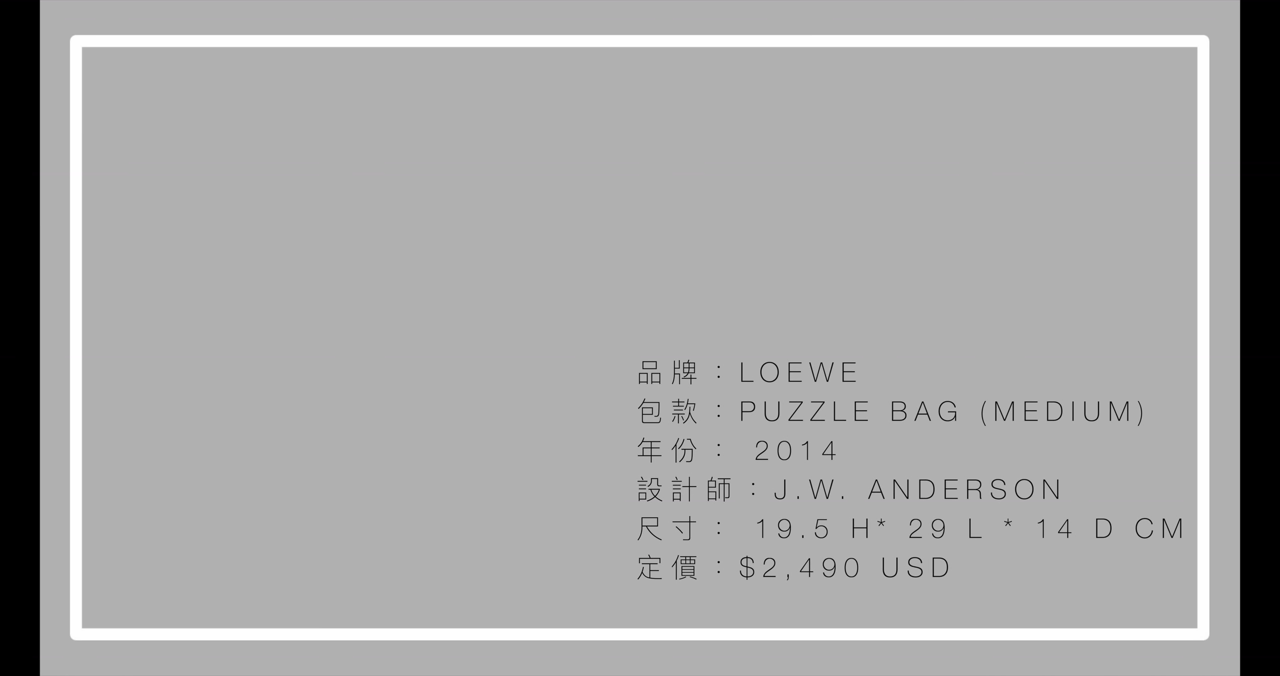 品牌：LOEWE
包款：PUZZLE BAG (MEDIUM)
年份： 2014
設計師：J.W. ANDERSON
尺寸： 19.5 H* 29 L * 14 D CM
定價：$2,490 USD